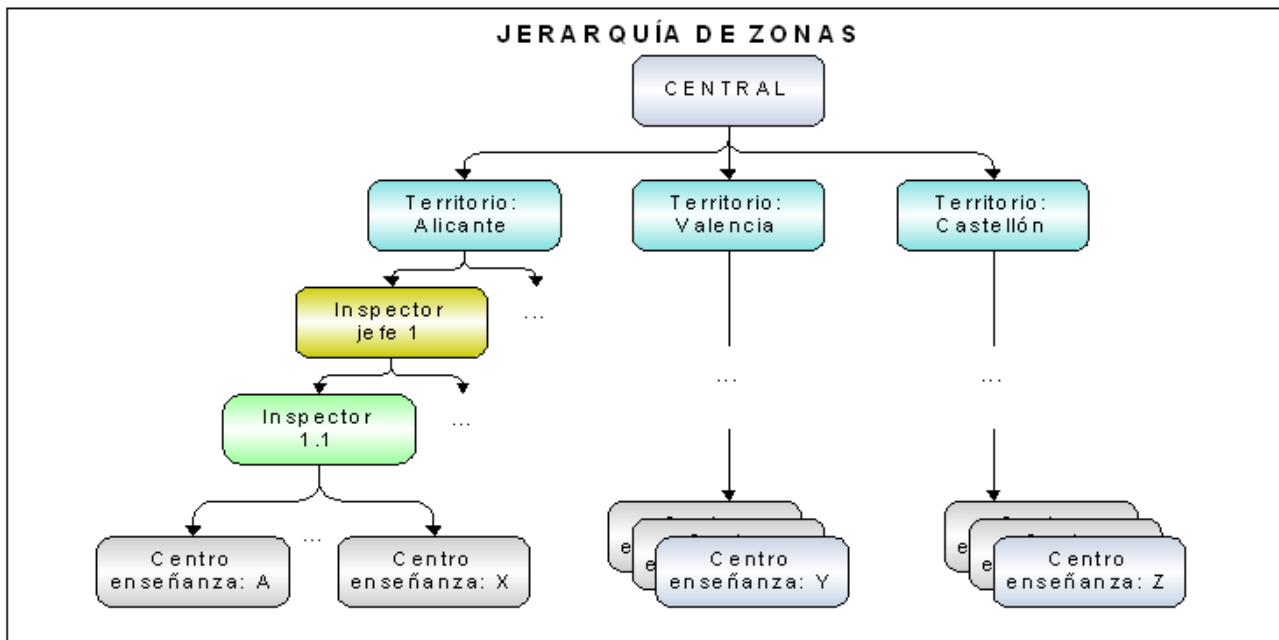 JERARQUÍA DE ZONAS
CENTRAL
Territorio:
Alicante
Territorio:
Valencia
Territorio:
Castellón
Inspector
jefe 1
...
Inspector
1.1
...
...
...
Centro
enseñanza: A
...
Centro
enseñanza: X
Centro
enseñanza: Y
Centro
enseñanza: Z